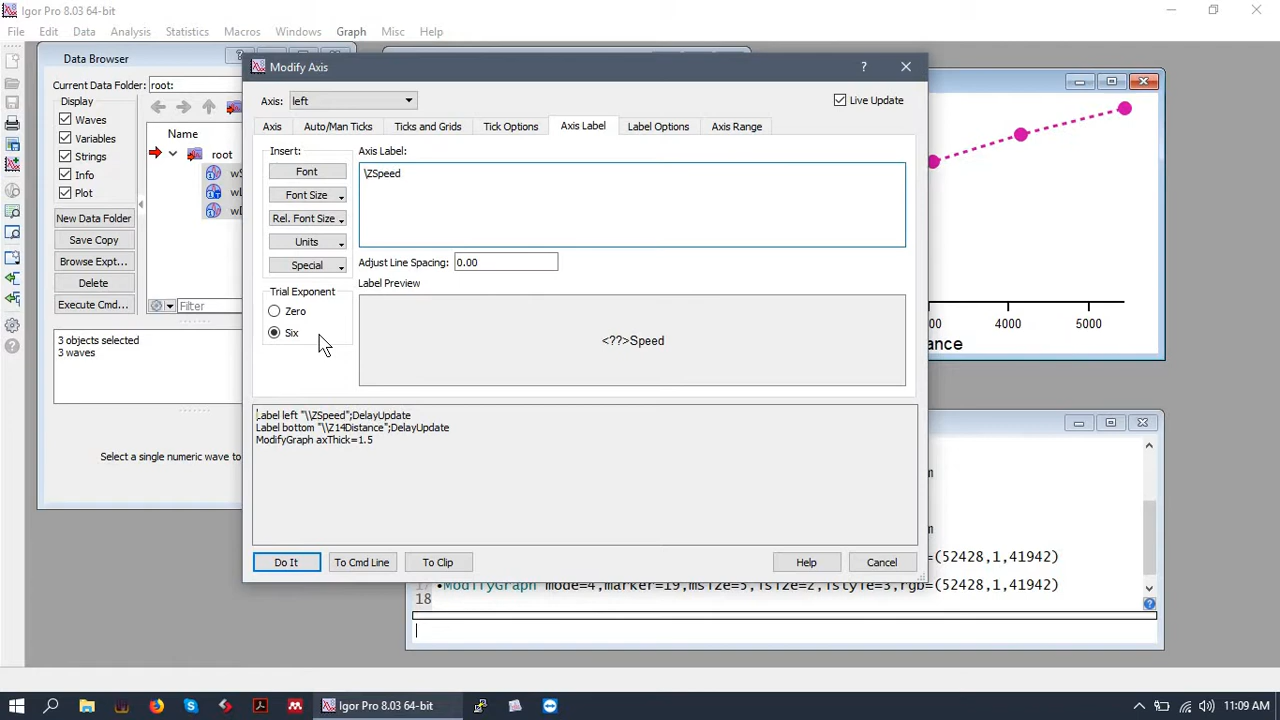 Igor Pro 8.03 64-bit
File Edit Data Analysis Statistics Macros Windows Graph Misc Help
Data Browser
Current Data Folder: root:
Display
Waves
Variables
Strings
Info
Plot
New Data Folder
Save Copy
Browse Expt...
Delete
Execute Cmd...
Name
root
wS
wL
wD
Filter
3 objects selected
3 waves
Select a single numeric wave to
Modify Axis
?
Axis: left
Live Update
Axis Auto/Man Ticks Ticks and Grids Tick Options Axis Label Label Options Axis Range
Insert:
Font
Font Size
Rel. Font Size
Units
Special
Trial Exponent
Zero
Six
Axis Label:
\ZSpeed
Adjust Line Spacing: 0.00
Label Preview
<??>Speed
Label left "\\ZSpeed";DelayUpdate
Label bottom "\\Z14Distance";DelayUpdate
ModifyGraph axThick=1.5
Do It To Cmd Line To Clip Help Cancel
000 5000
ance
m
m
=(52428,1,41942)
•ModifyGraph mode=4,marker=19,msize=5,lsize=2,lstyle=3,rgb=(52428,1,41942)
18
Igor Pro 8.03 64-bit
11:09 AM